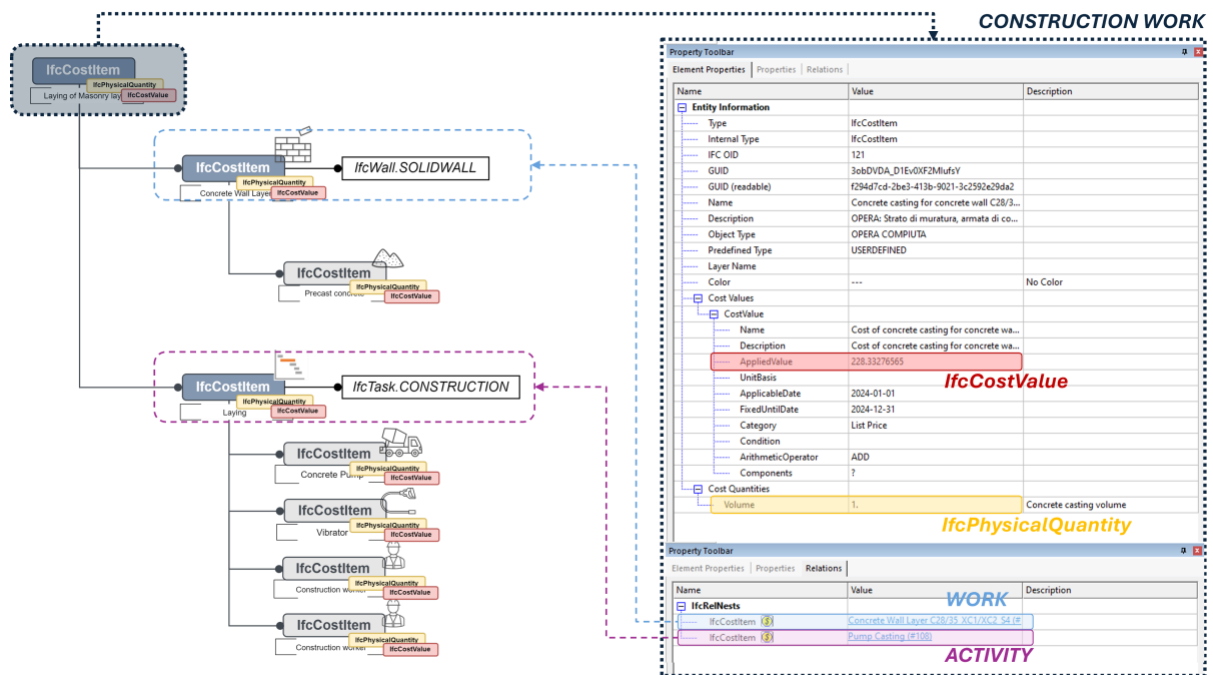 CONSTRUCTION WORK
IfcCostItem
IfcPhysicalQuantity
Laying of Masonry lay
IfcCostValue
IfcCostItem
IfcWall.SOLIDWALL
IfcPhysicalQuantity
Concrete Wall Layer
IfcCostValue
IfcCostItem
IfcPhysicalQuantity
Precast concrete
IfcCostValue
IfcCostItem
IfcTask.CONSTRUCTION
IfcPhysicalQuantity
Laying
IfcCostValue
IfcCostItem
IfcPhysicalQuantity
Concrete Pump
IfcCostValue
IfcCostItem
IfcPhysicalQuantity
Vibrator
IfcCostValue
IfcCostItem
IfcPhysicalQuantity
Construction worker
IfcCostValue
IfcCostItem
IfcPhysicalQuantity
Construction worker
IfcCostValue
Property Toolbar
Element Properties Properties Relations
Name Value Description
Entity Information
Type IfcCostItem
Internal Type IfcCostItem
IFC OID 121
GUID 3obDVDA_D1Ev0XF2MIufsY
GUID (readable) f294d7cd-2be3-413b-9021-3c2592e29da2
Name Concrete casting for concrete wall C28/3...
Description OPERA: Strato di muratura, armata di co...
Object Type OPERA COMPIUTA
Predefined Type USERDEFINED
Layer Name
Color --- No Color
Cost Values
CostValue
Name Cost of concrete casting for concrete wa...
Description Cost of concrete casting for concrete wa...
AppliedValue 228.33276565
UnitBasis
IfcCostValue
ApplicableDate 2024-01-01
FixedUntilDate 2024-12-31
Category List Price
Condition
ArithmeticOperator ADD
Components ?
Cost Quantities
Volume 1. Concrete casting volume
IfcPhysicalQuantity
Property Toolbar
Element Properties Properties Relations
Name Value Description
WORK
IfcRelNests
IfcCostItem (3) Concrete Wall Layer C28/35 XC1/XC2 S4 (#
IfcCostItem (3) Pump Casting (#108)
ACTIVITY